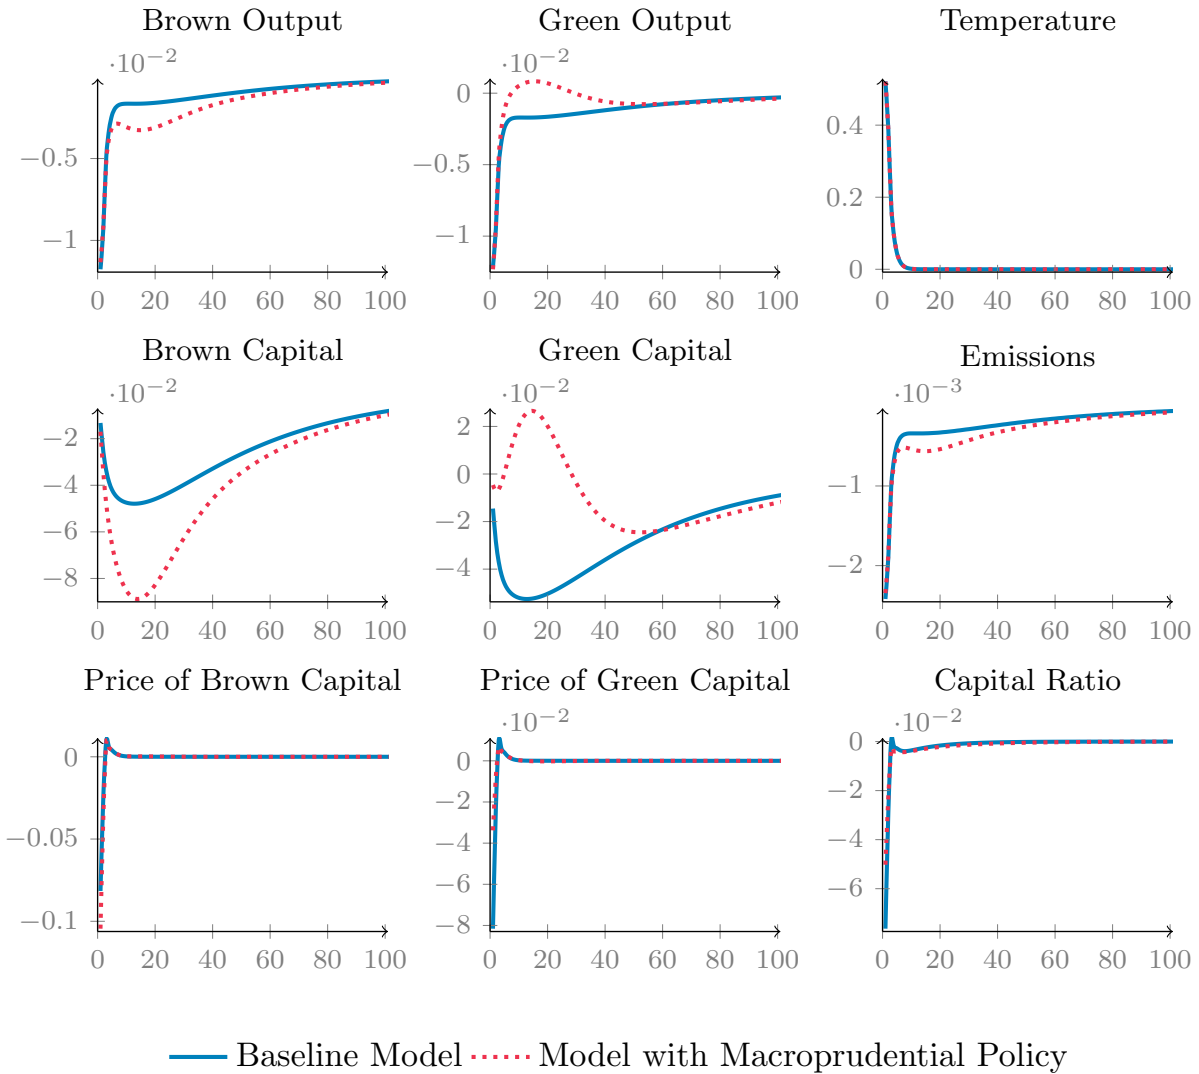 Brown Output
·10⁻²
−0.5
−1
0 20 40 60 80 100
Green Output
·10⁻²
0
−0.5
−1
0 20 40 60 80 100
Temperature
0.4
0.2
0
0 20 40 60 80 100
Brown Capital
·10⁻²
−2
−4
−6
−8
0 20 40 60 80 100
Green Capital
·10⁻²
2
0
−2
−4
0 20 40 60 80 100
Emissions
·10⁻³
−1
−2
0 20 40 60 80 100
Price of Brown Capital
0
−0.05
−0.1
0 20 40 60 80 100
Price of Green Capital
·10⁻²
0
−2
−4
−6
−8
0 20 40 60 80 100
Capital Ratio
·10⁻²
0
−2
−4
−6
0 20 40 60 80 100
Baseline Model Model with Macroprudential Policy